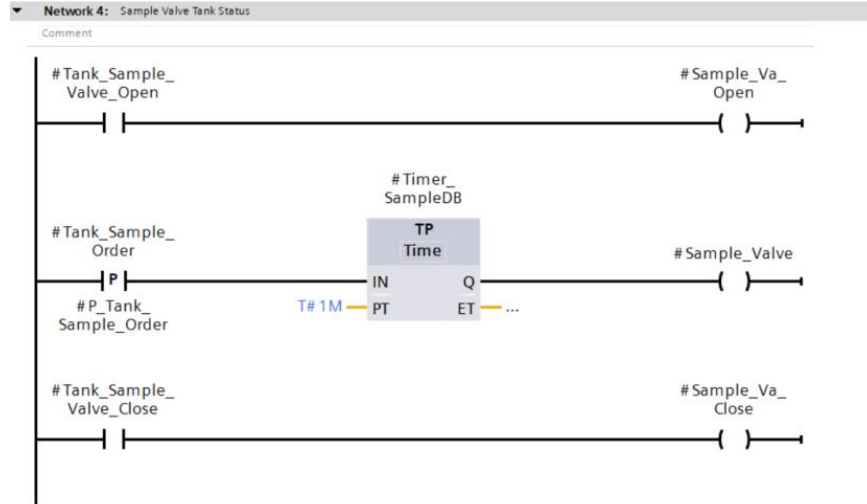 Network 4: Sample Valve Tank Status
Comment
#Tank_Sample_
Valve_Open
#Sample_Va_
Open
#Timer_
SampleDB
TP
Time
#Tank_Sample_
Order
P
#P_Tank_
Sample_Order
T#1M
IN
PT
Q
ET
...
#Sample_Valve
#Tank_Sample_
Valve_Close
#Sample_Va_
Close